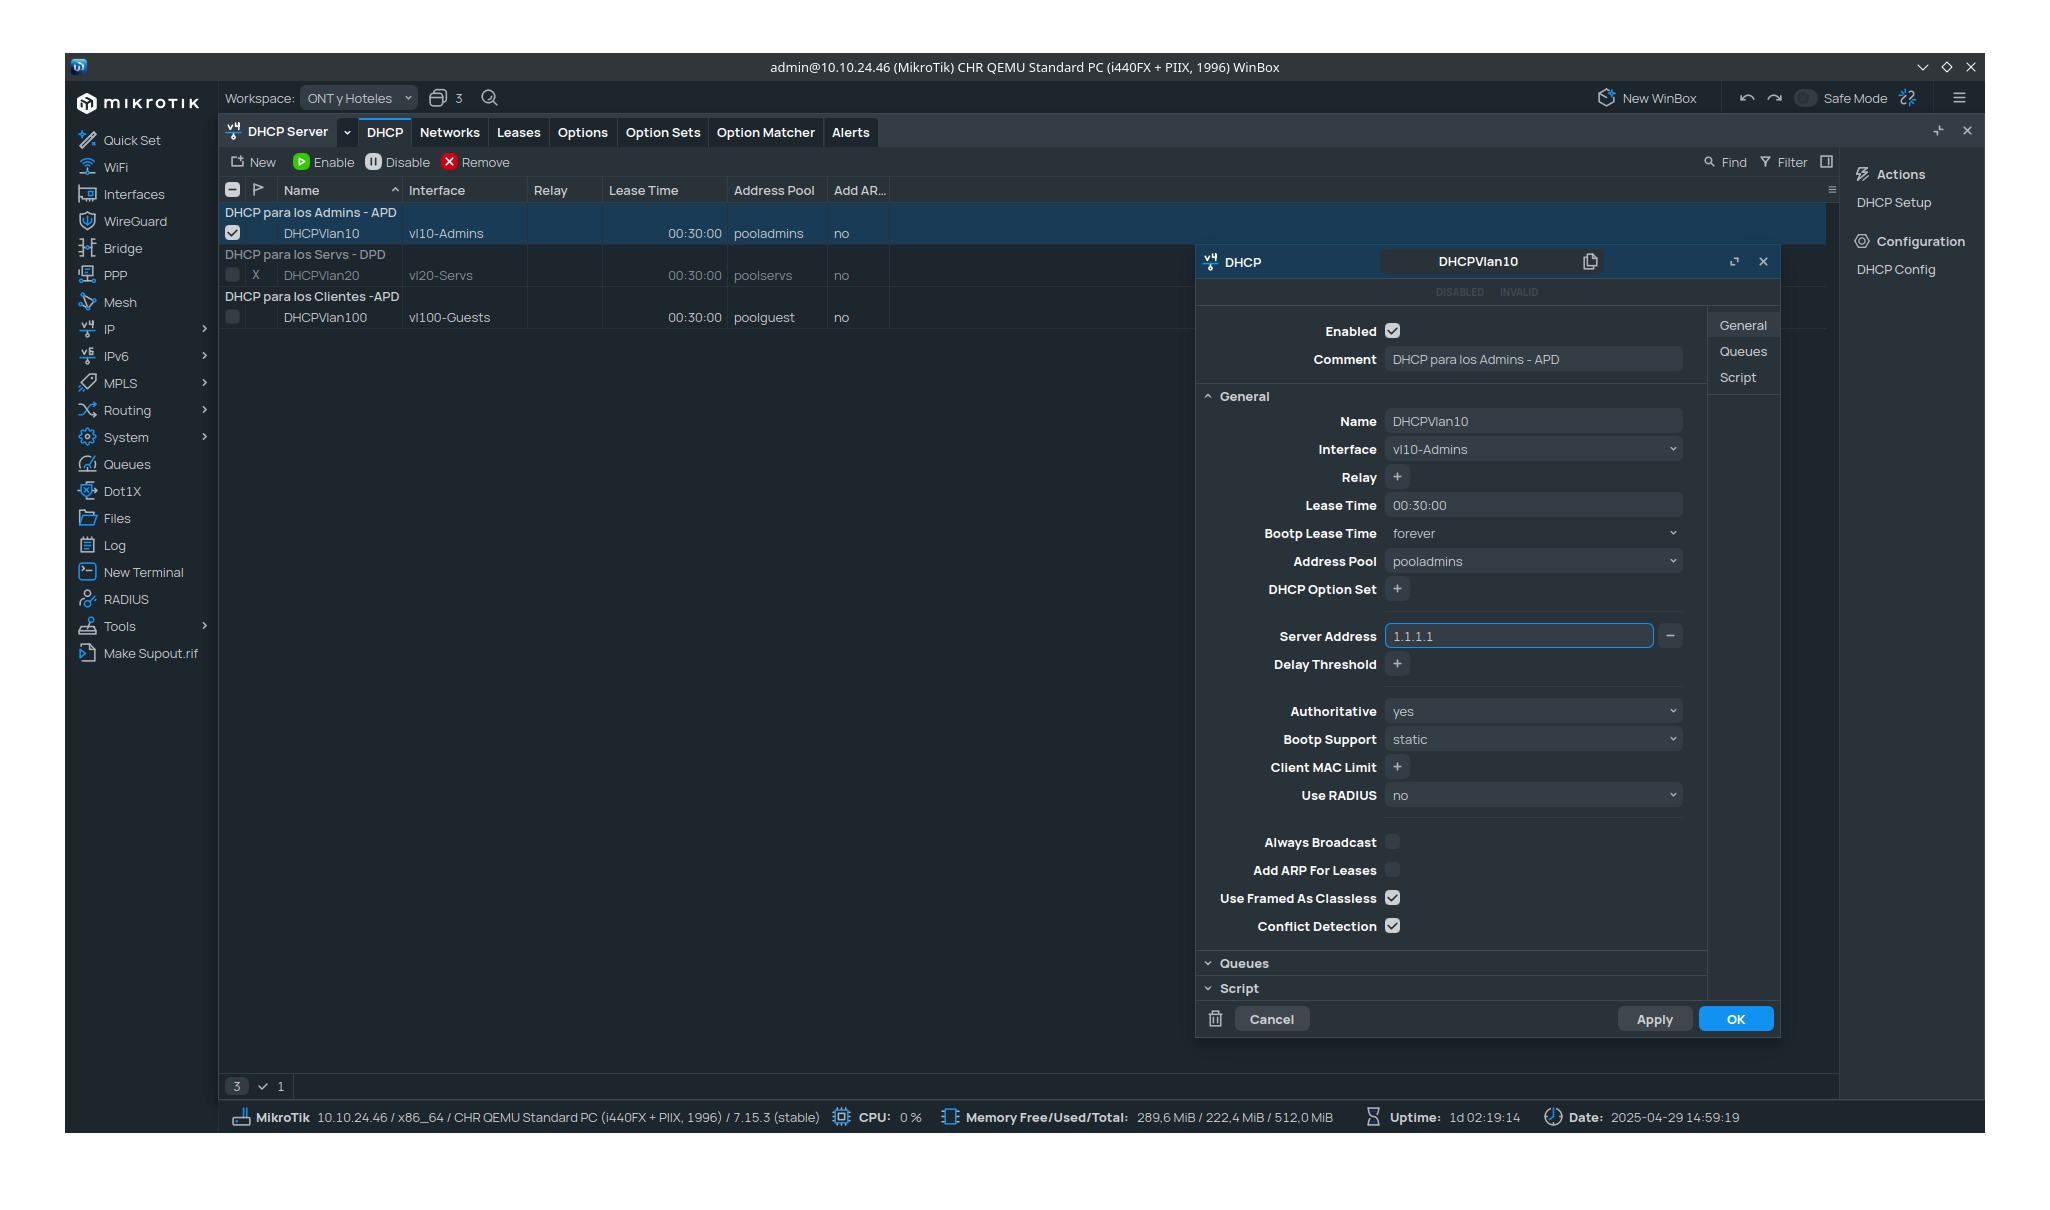 admin@10.10.24.46 (MikroTik) CHR QEMU Standard PC (i440FX + PIIX, 1996) WinBox
mikrotik
Workspace: ONT y Hoteles 3
New WinBox Safe Mode
Quick Set
WiFi
Interfaces
WireGuard
Bridge
PPP
Mesh
IP
IPv6
MPLS
Routing
System
Queues
Dot1X
Files
Log
New Terminal
RADIUS
Tools
Make Supout.rif
DHCP Server DHCP Networks Leases Options Option Sets Option Matcher Alerts
New Enable Disable Remove Find Filter
Name Interface Relay Lease Time Address Pool Add AR...
DHCP para los Admins - APD
DHCPVlan10 vl10-Admins 00:30:00 pooladmins no
DHCP para los Servs - DPD
X DHCPVlan20 vl20-Servs 00:30:00 poolservs no
DHCP para los Clientes -APD
DHCPVlan100 vl100-Guests 00:30:00 poolguest no
Actions
DHCP Setup
Configuration
DHCP Config
DHCP DHCPVlan10
DISABLED INVALID
Enabled
Comment DHCP para los Admins - APD
General
Name DHCPVlan10
Interface vl10-Admins
Relay +
Lease Time 00:30:00
Bootp Lease Time forever
Address Pool pooladmins
DHCP Option Set +
Server Address 1.1.1.1 −
Delay Threshold +
Authoritative yes
Bootp Support static
Client MAC Limit +
Use RADIUS no
Always Broadcast
Add ARP For Leases
Use Framed As Classless
Conflict Detection
Queues
Script
General
Queues
Script
Cancel Apply OK
3 1
MikroTik 10.10.24.46 / x86_64 / CHR QEMU Standard PC (i440FX + PIIX, 1996) / 7.15.3 (stable) CPU: 0 % Memory Free/Used/Total: 289,6 MiB / 222,4 MiB / 512,0 MiB Uptime: 1d 02:19:14 Date: 2025-04-29 14:59:19